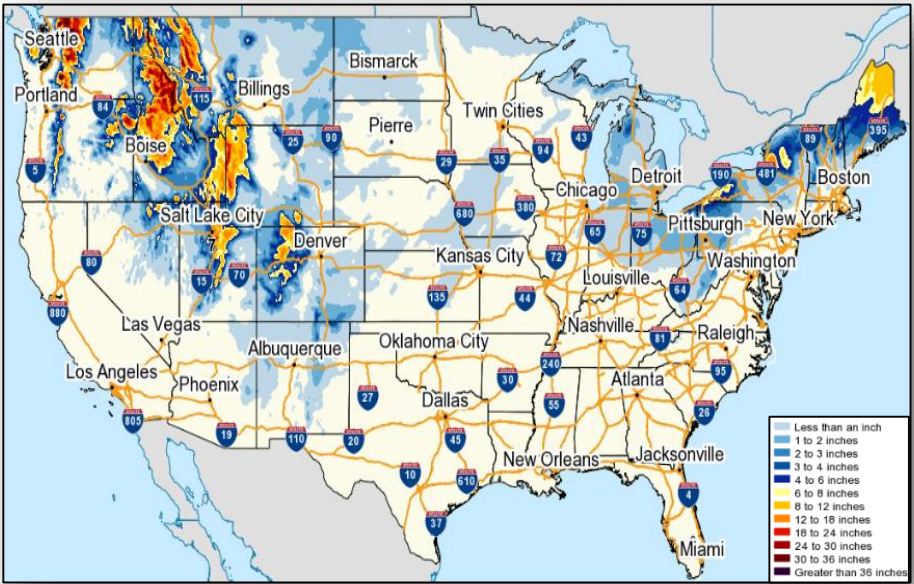 Seattle
Bismarck
Billings
Portland
115
84
Twin Cities
Pierre
395
89
43
90
25
94
Boise
35
29
5
190
481
Boston
Detroit
Chicago
380
Salt Lake City
680
New York
Pittsburgh
65
75
Denver
72
Kansas City
80
Washington
70
15
Louisville
64
135
44
880
Las Vegas
Nashville
Raleigh
81
Oklahoma City
Albuquerque
240
Los Angeles
95
30
Phoenix
Atlanta
27
Dallas
55
26
805
19
110
20
45
Jacksonville
New Orleans
10
610
4
37
Miami
Less than an inch
1 to 2 inches
2 to 3 inches
3 to 4 inches
4 to 6 inches
6 to 8 inches
8 to 12 inches
12 to 18 inches
18 to 24 inches
24 to 30 inches
30 to 36 inches
Greater than 36 inches